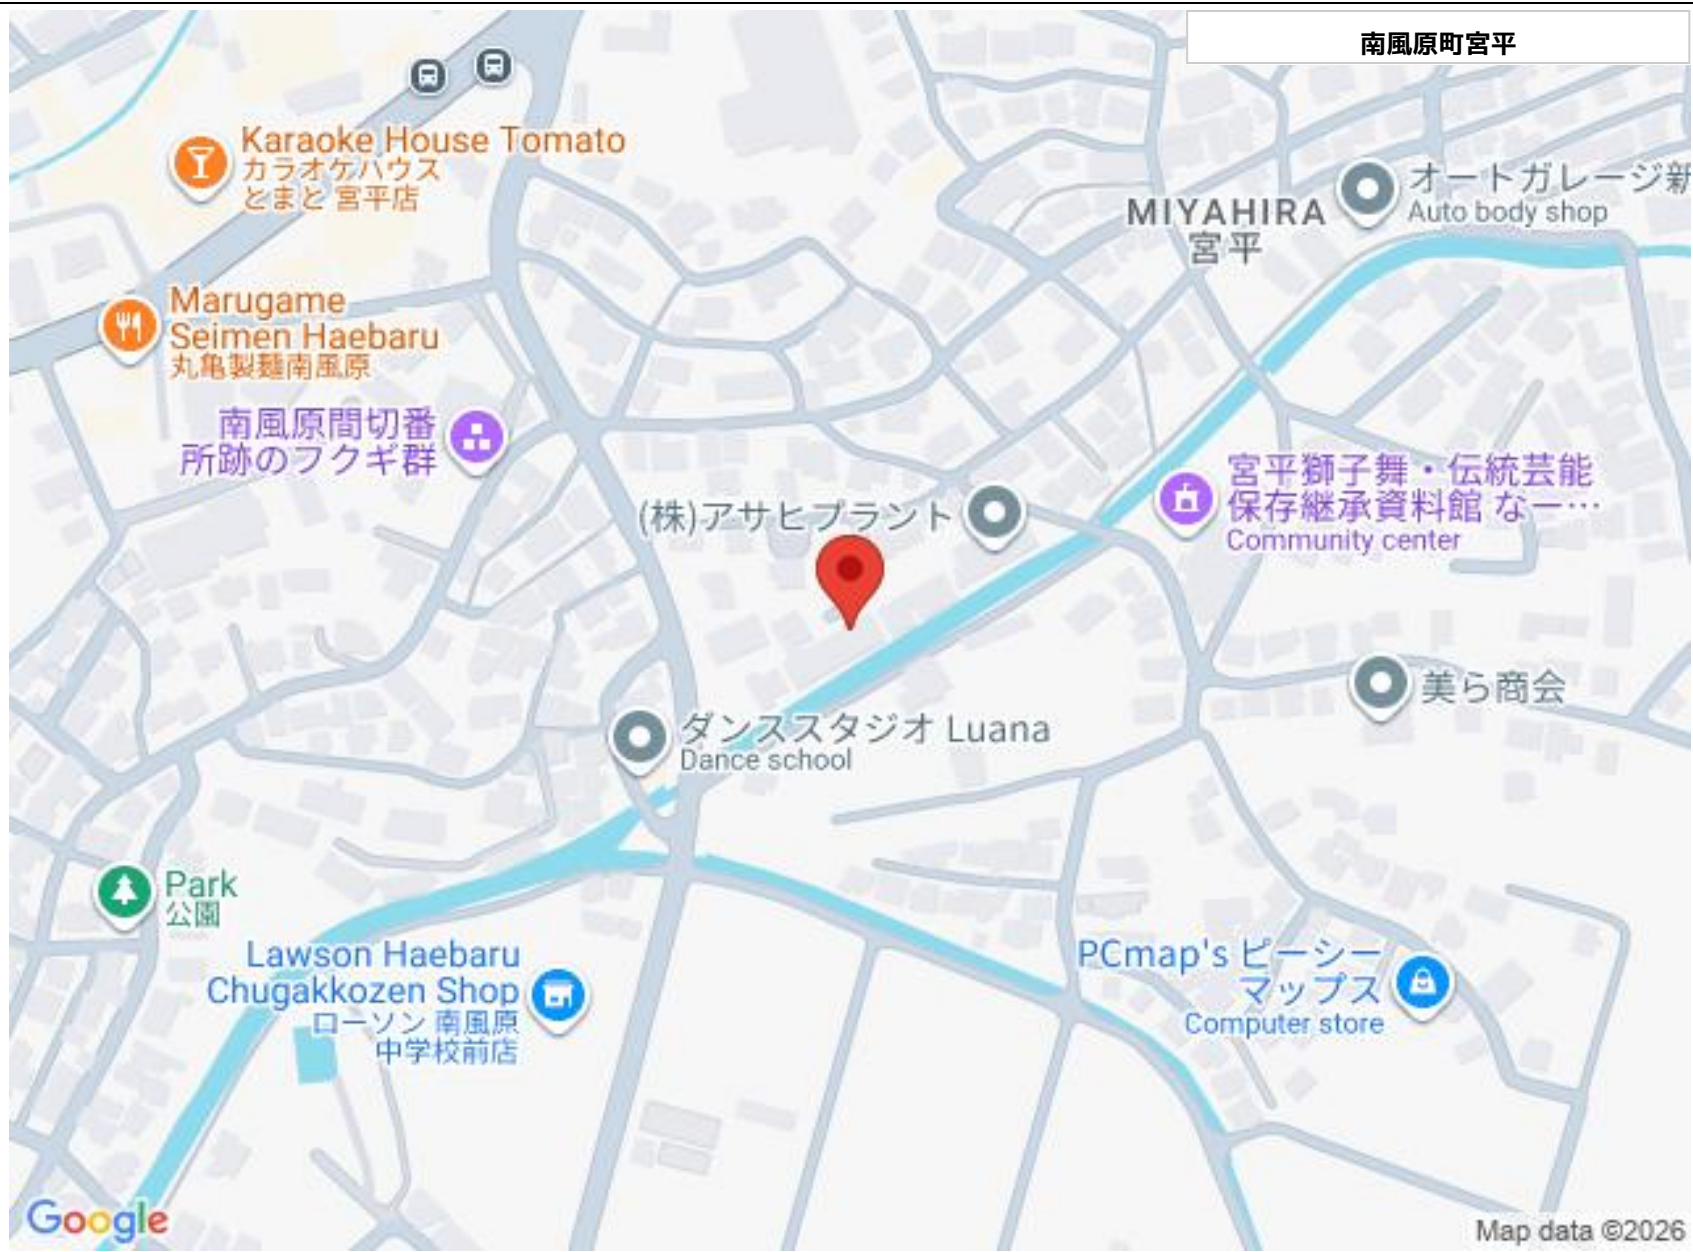 南風原町宮平
Karaoke House Tomato
カラオケハウス
とまと 宮平店
オートガレージ新
Auto body shop
MIYAHIRA
宮平
Marugame
Seimen Haebaru
丸亀製麺南風原
南風原間切番
所跡のフクギ群
(株)アサヒプラント
宮平獅子舞・伝統芸能
保存継承資料館 なー…
Community center
美ら商会
ダンススタジオ Luana
Dance school
Park
公園
Lawson Haebaru
Chugakkozen Shop
ローソン 南風原
中学校前店
PCmap's ピーシー
マップス
Computer store
Google
Map data ©2026